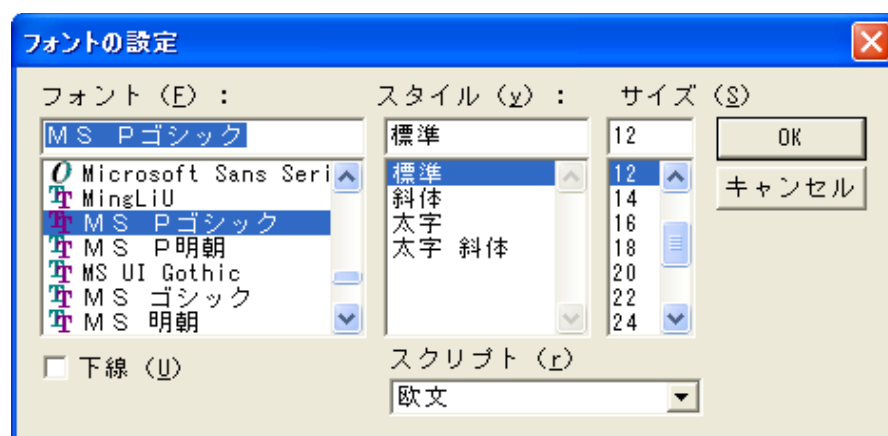 フォントの設定
フォント（F）：
スタイル（y）：
サイズ（S）
ＭＳ Ｐゴシック
標準
12
OK
キャンセル
Microsoft Sans Seri
MingLiU
ＭＳ Ｐゴシック
ＭＳ Ｐ明朝
MS UI Gothic
ＭＳ ゴシック
ＭＳ 明朝
標準
斜体
太字
太字 斜体
12
14
16
18
20
22
24
下線（U）
スクリプト（r）
欧文